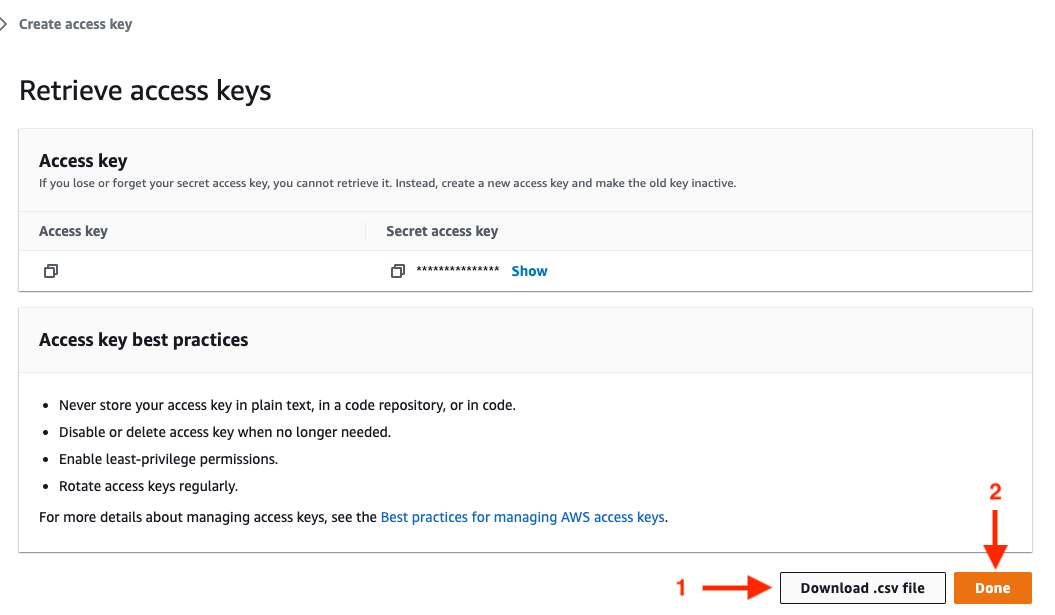 Create access key
Retrieve access keys
Access key
If you lose or forget your secret access key, you cannot retrieve it. Instead, create a new access key and make the old key inactive.
Access key
Secret access key
*************** Show
Access key best practices
• Never store your access key in plain text, in a code repository, or in code.
• Disable or delete access key when no longer needed.
• Enable least-privilege permissions.
• Rotate access keys regularly.
For more details about managing access keys, see the Best practices for managing AWS access keys.
2
1
Download .csv file
Done